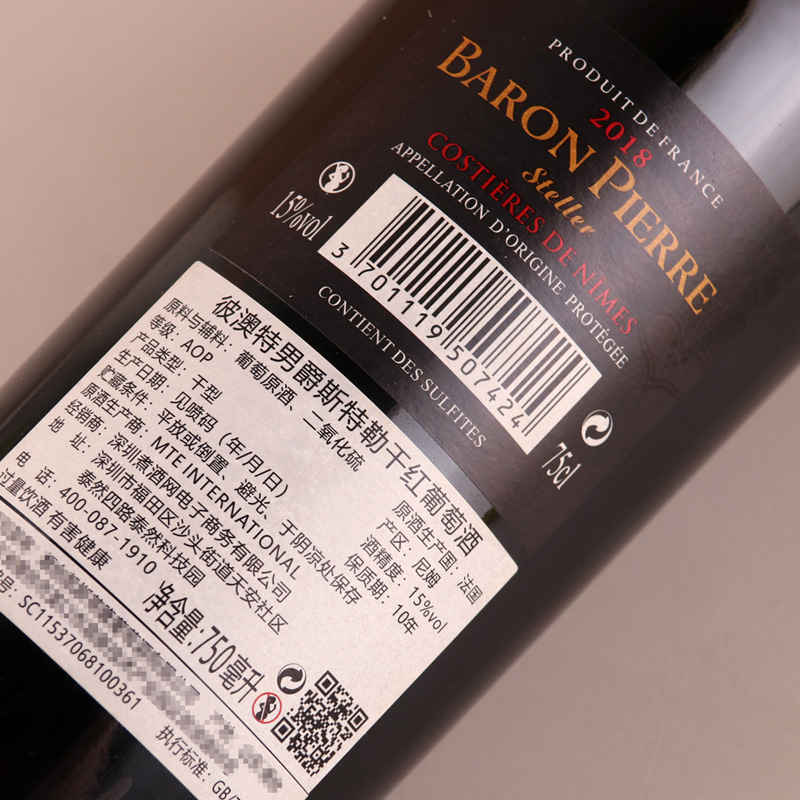 PRODUIT DE FRANCE
2018
BARON PIERRE
Steller
COSTIÈRES DE NÎMES
APPELLATION D'ORIGINE PROTÉGÉE
15%vol
3 701119 507424
75cl
CONTIENT DES SULFITES
彼澳特男爵斯特勒干红葡萄酒
原料与辅料: 葡萄原酒、二氧化硫
等级: AOP
原酒生产国: 法国
产品类型: 干型
产区: 尼姆
生产日期: 见喷码 (年/月/日)
酒精度: 15%vol
贮藏条件: 平放或倒置、避光、于阴凉处保存
保质期: 10年
原酒生产商: MTE INTERNATIONAL
经销商: 深圳煮酒网电子商务有限公司
地 址: 深圳市福田区沙头街道天安社区
泰然四路泰然科技园
电 话: 400-087-1910
过量饮酒 有害健康
净含量:750毫升
号: SC11537068100361
执行标准: GB/